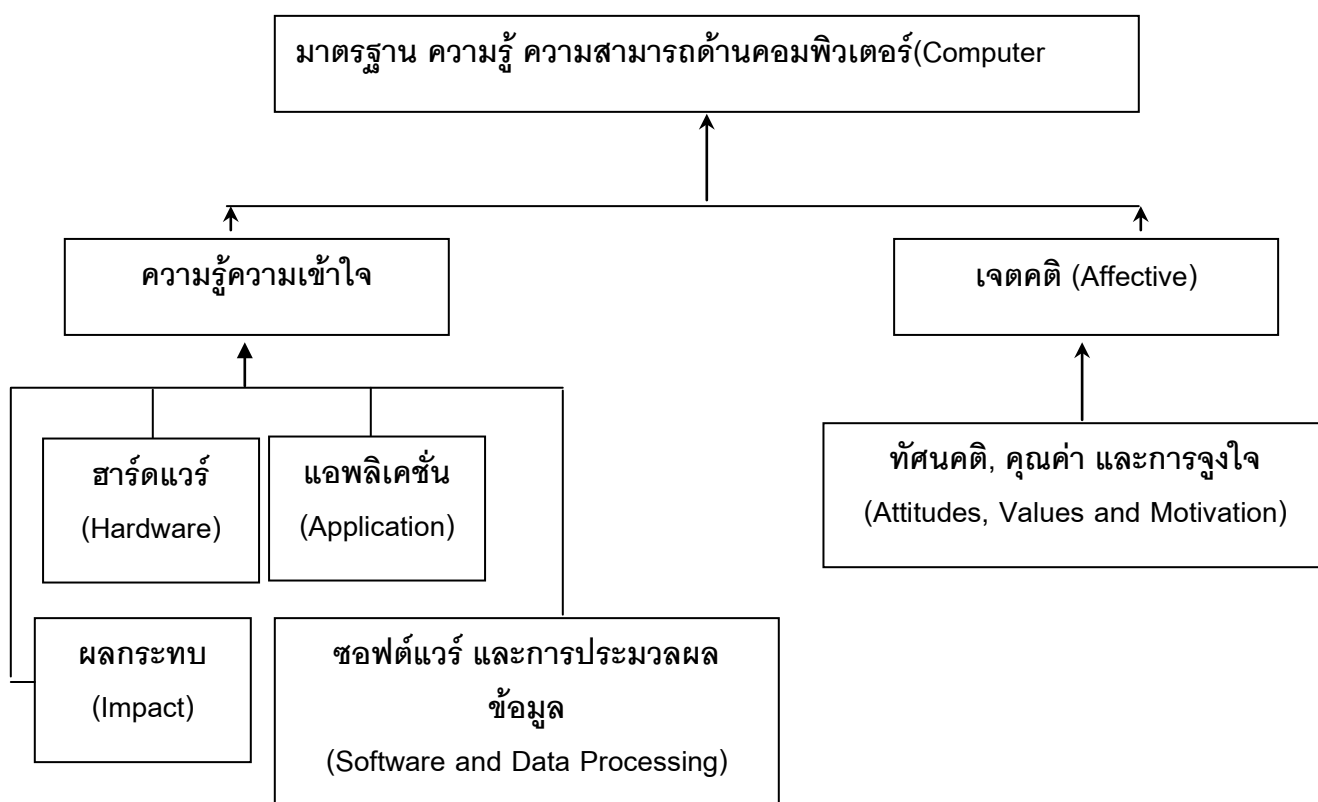 มาตรฐาน ความรู้ ความสามารถด้านคอมพิวเตอร์(Computer
ความรู้ความเข้าใจ
เจตคติ (Affective)
ฮาร์ดแวร์
(Hardware)
แอพลิเคชั่น
(Application)
ทัศนคติ, คุณค่า และการจูงใจ
(Attitudes, Values and Motivation)
ผลกระทบ
(Impact)
ซอฟต์แวร์ และการประมวลผล
ข้อมูล
(Software and Data Processing)